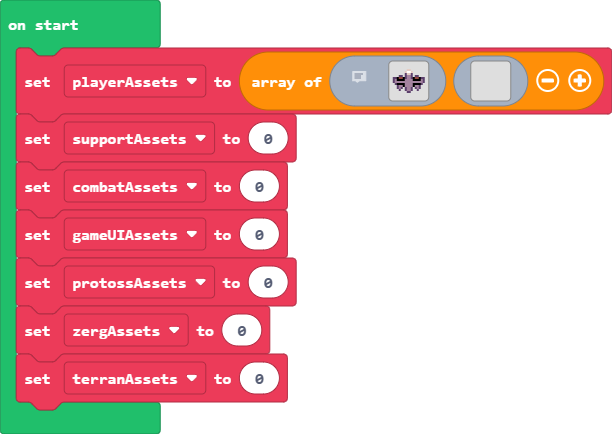 on start
set playerAssets to array of
set supportAssets to 0
set combatAssets to 0
set gameUIAssets to 0
set protossAssets to 0
set zergAssets to 0
set terranAssets to 0